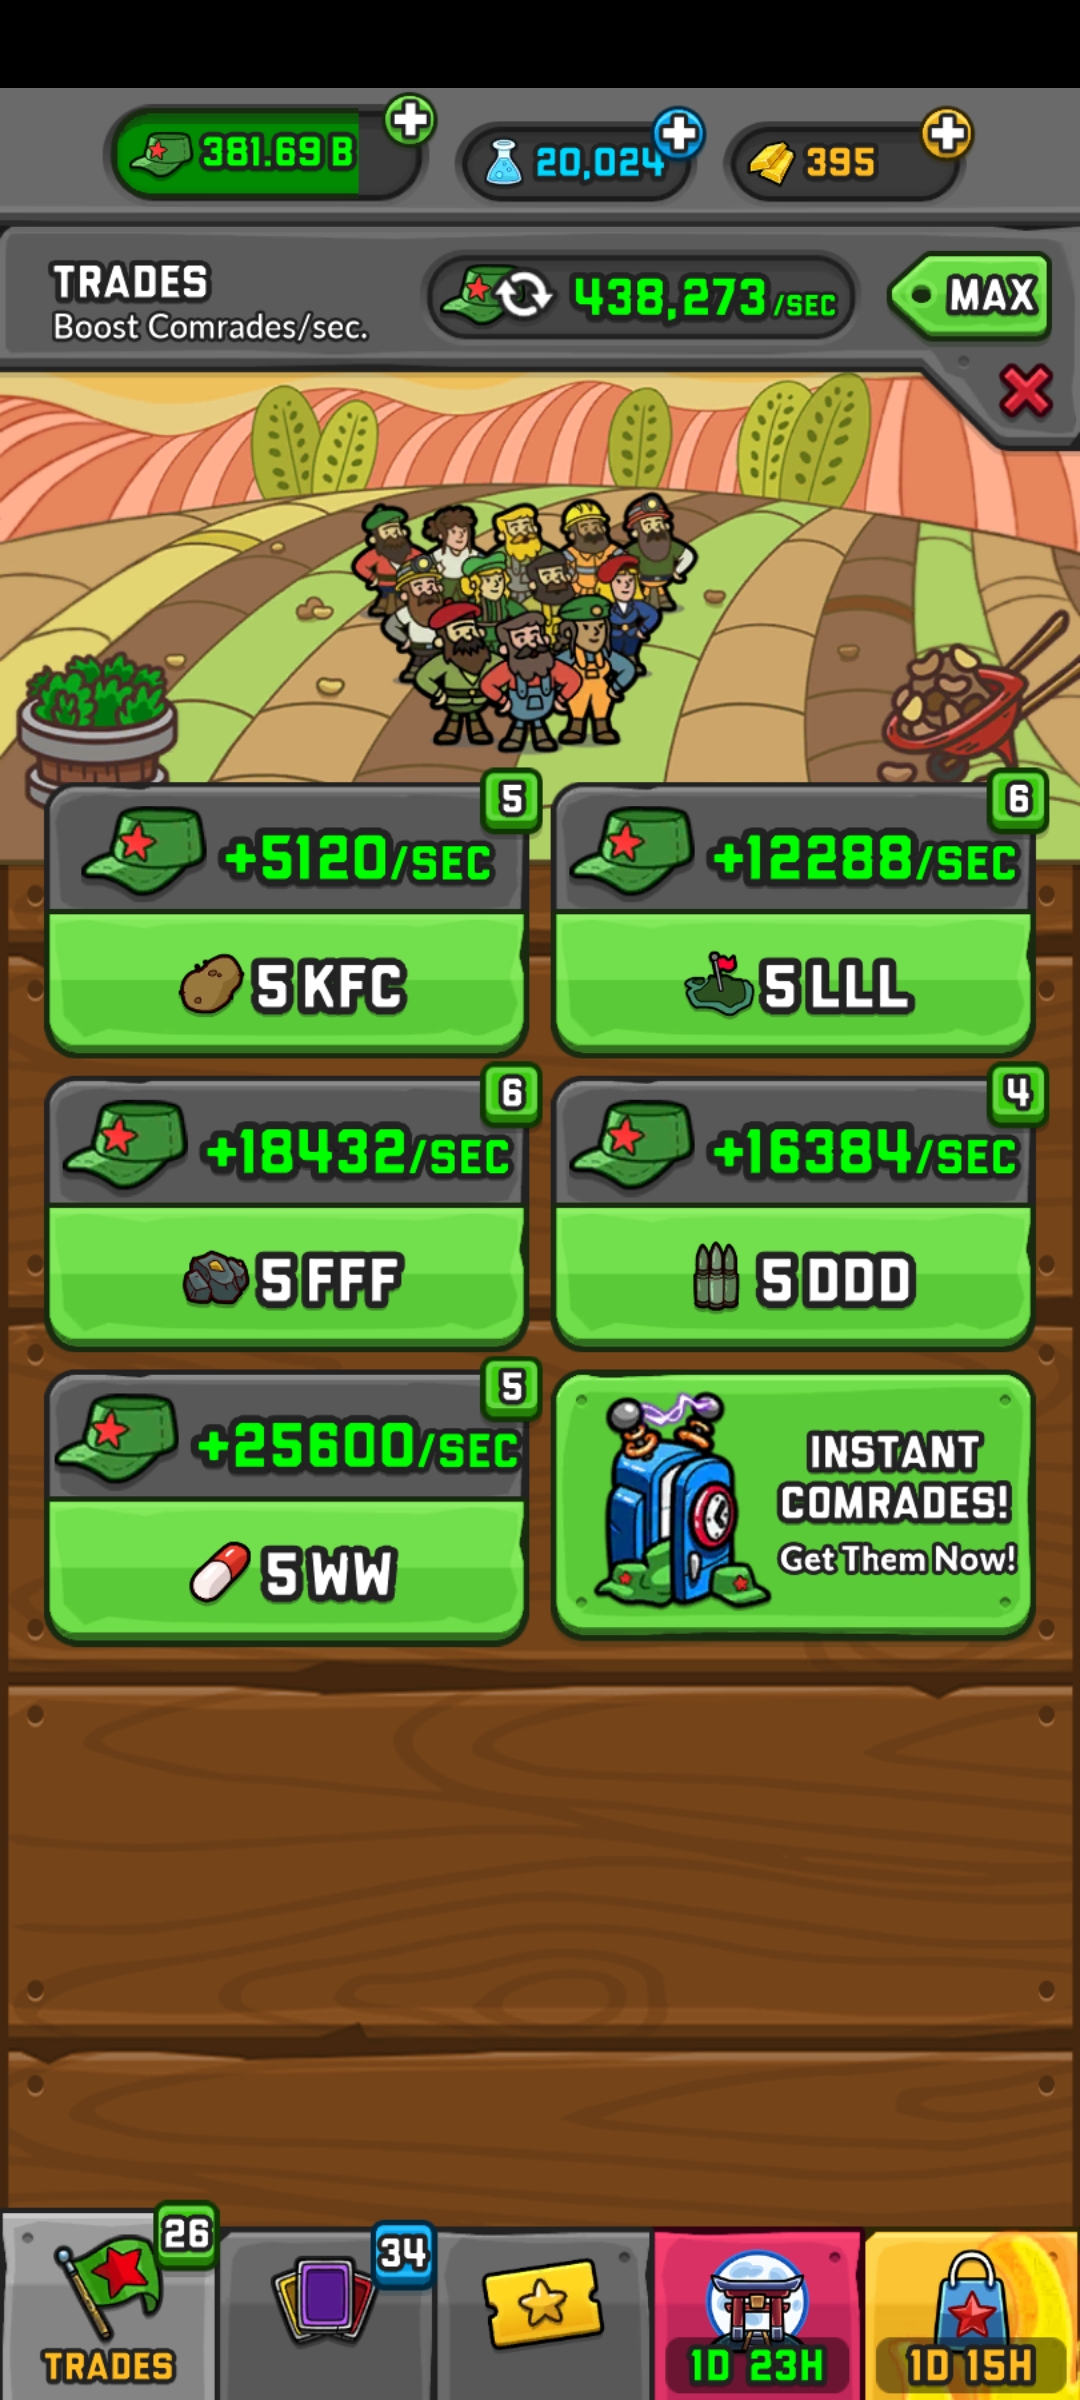 381.69 B
20,024
395
TRADES
Boost Comrades/sec.
438,273/SEC
MAX
5
+5120/SEC
5 KFC
6
+12288/SEC
5 LLL
6
+18432/SEC
5 FFF
4
+16384/SEC
5 DDD
5
+25600/SEC
5 WW
INSTANT
COMRADES!
Get Them Now!
26
TRADES
34
1D 23H
1D 15H